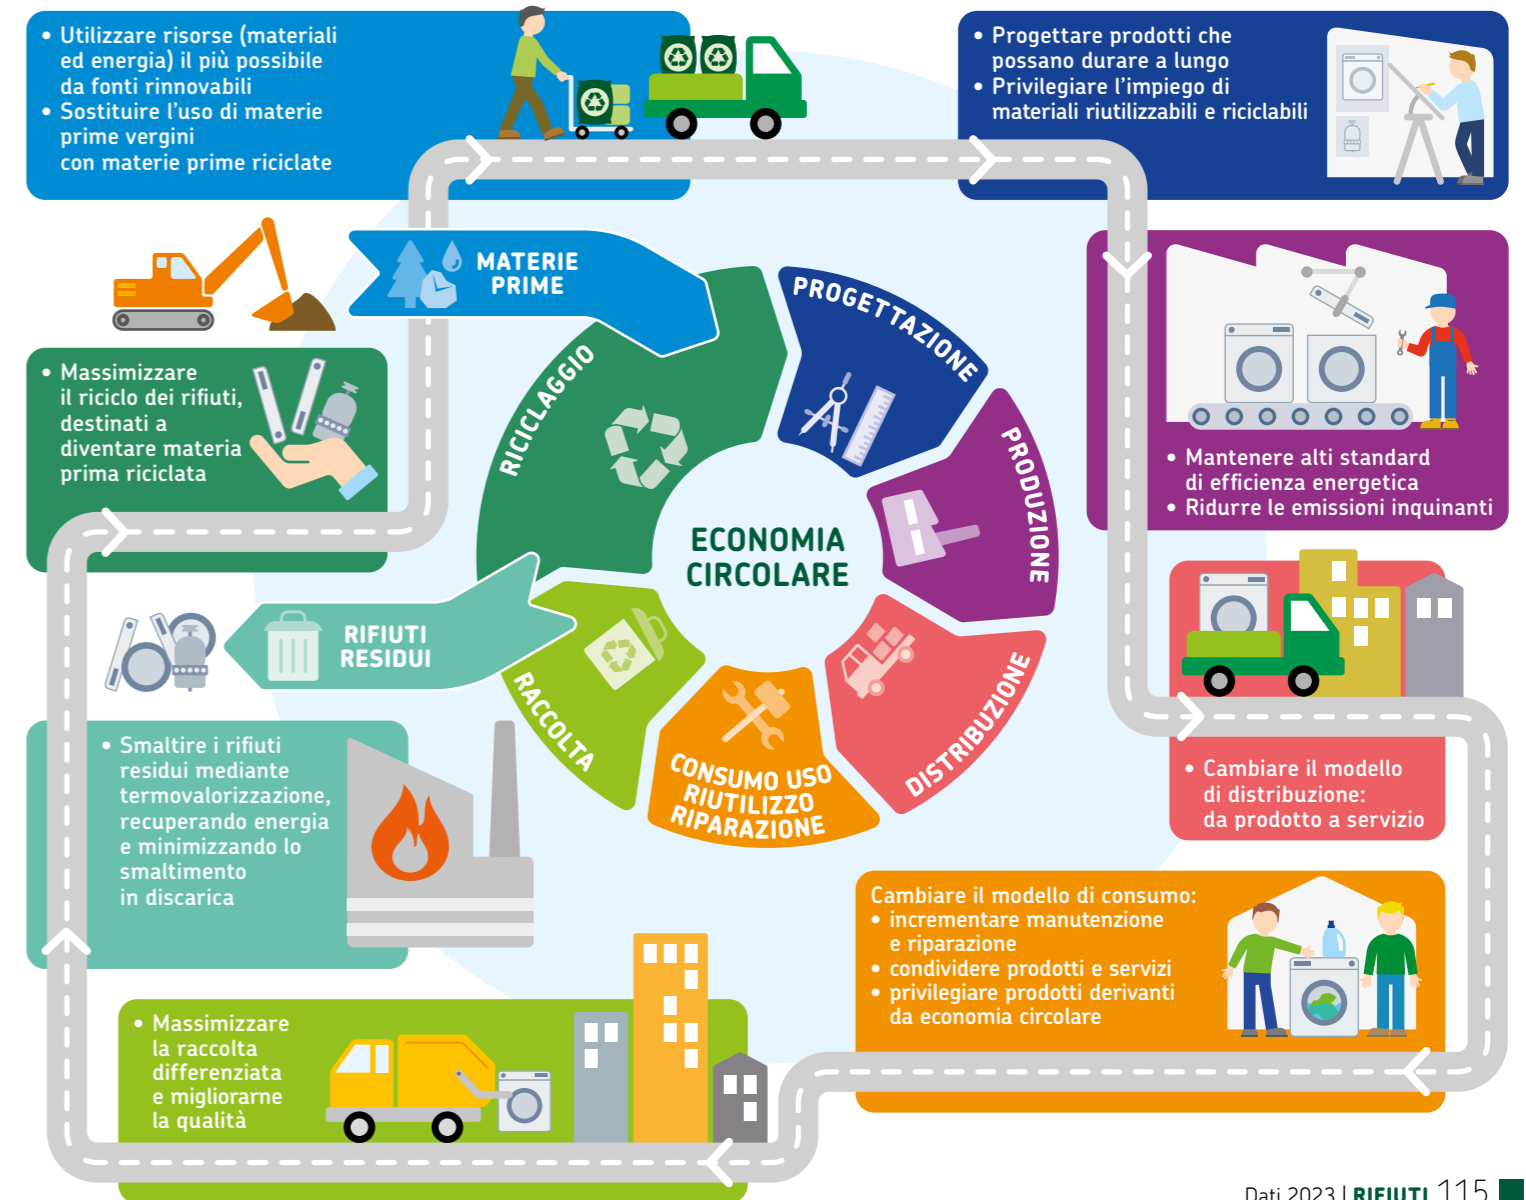 • Utilizzare risorse (materiali
ed energia) il più possibile
da fonti rinnovabili
• Sostituire l'uso di materie
prime vergini
con materie prime riciclate
• Progettare prodotti che
possano durare a lungo
• Privilegiare l'impiego di
materiali riutilizzabili e riciclabili
MATERIE
PRIME
PROGETTAZIONE
RICICLAGGIO
• Massimizzare
il riciclo dei rifiuti,
destinati a
diventare materia
prima riciclata
PRODUZIONE
• Mantenere alti standard
di efficienza energetica
• Ridurre le emissioni inquinanti
ECONOMIA
CIRCOLARE
RIFIUTI
RESIDUI
RACCOLTA
CONSUMO USO
RIUTILIZZO
RIPARAZIONE
DISTRIBUZIONE
• Smaltire i rifiuti
residui mediante
termovalorizzazione,
recuperando energia
e minimizzando lo
smaltimento
in discarica
• Cambiare il modello
di distribuzione:
da prodotto a servizio
Cambiare il modello di consumo:
• incrementare manutenzione
e riparazione
• condividere prodotti e servizi
• privilegiare prodotti derivanti
da economia circolare
• Massimizzare
la raccolta
differenziata
e migliorarne
la qualità
Dati 2023 | RIFIUTI 115